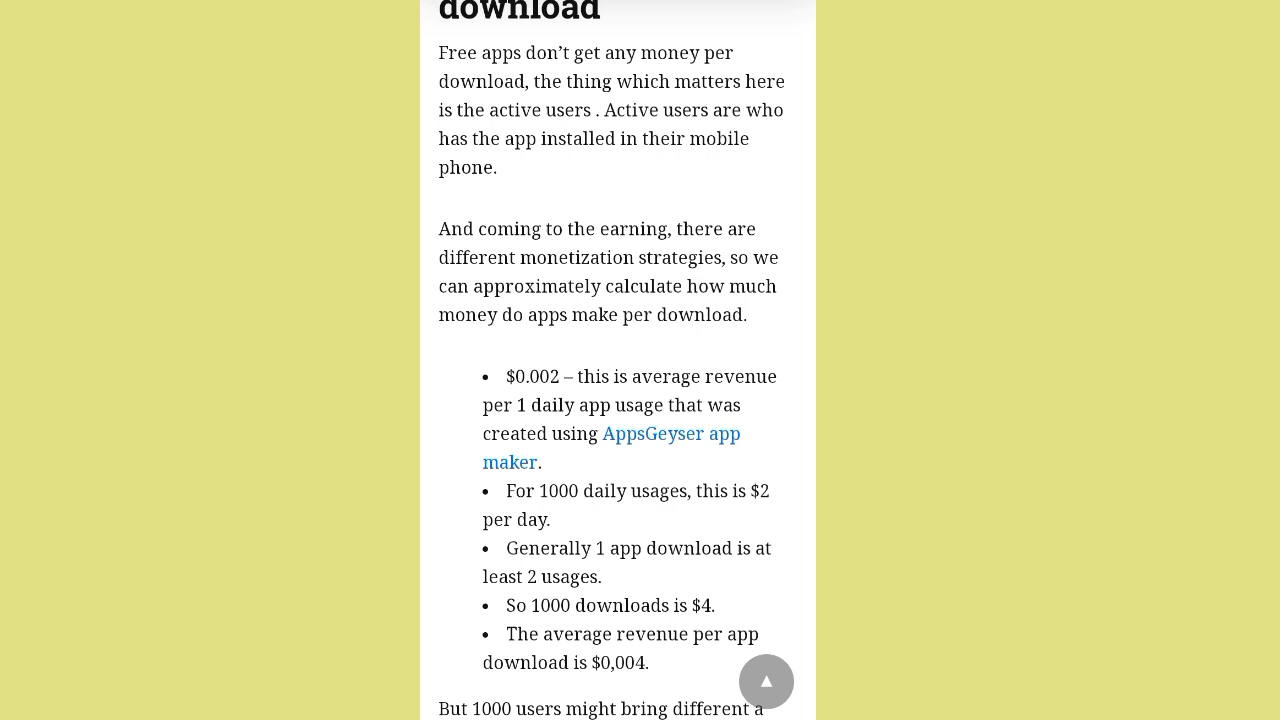 download
Free apps don’t get any money per
download, the thing which matters here
is the active users . Active users are who
has the app installed in their mobile
phone.
And coming to the earning, there are
different monetization strategies, so we
can approximately calculate how much
money do apps make per download.
• $0.002 – this is average revenue
per 1 daily app usage that was
created using AppsGeyser app
maker.
• For 1000 daily usages, this is $2
per day.
• Generally 1 app download is at
least 2 usages.
• So 1000 downloads is $4.
• The average revenue per app
download is $0,004.
But 1000 users might bring different a